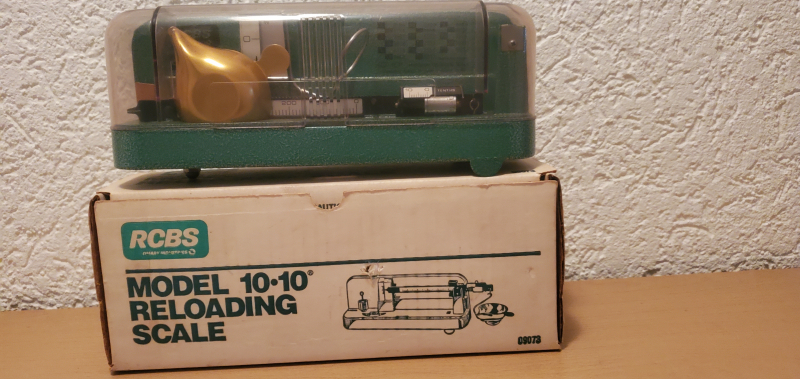 RCBS
MODEL 10•10®
RELOADING
SCALE
09073